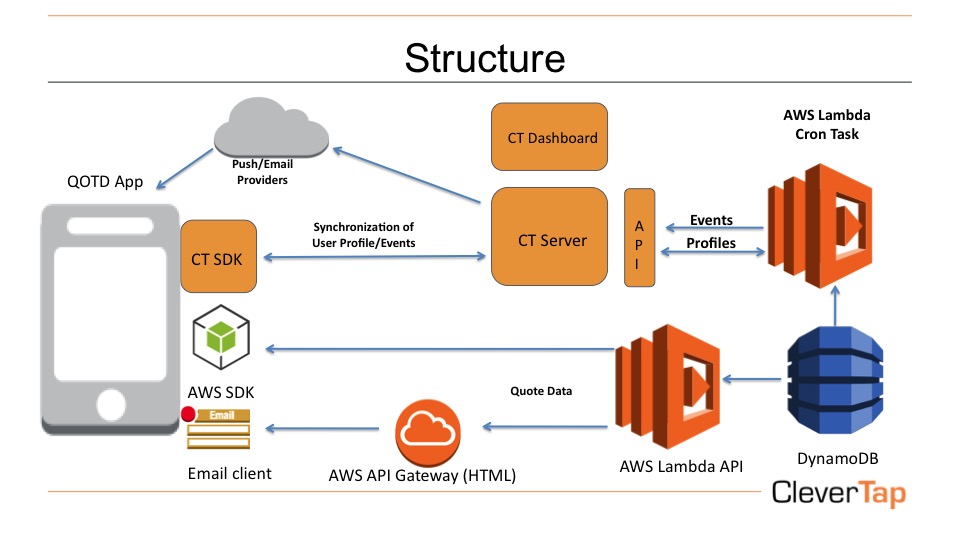 Structure
AWS Lambda
Cron Task
CT Dashboard
Push/Email
Providers
QOTD App
Synchronization of
User Profile/Events
CT SDK
CT Server
A
P
I
Events
Profiles
AWS SDK
Quote Data
Email
Email client
AWS API Gateway (HTML)
AWS Lambda API
DynamoDB
CleverTap